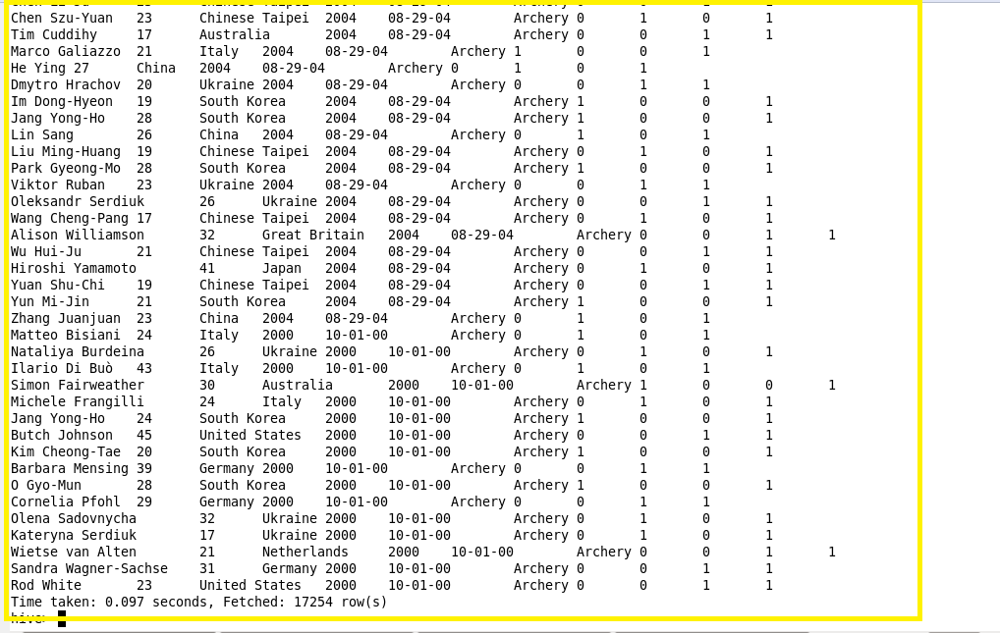 Chen Szu-Yuan 23 Chinese Taipei 2004 08-29-04 Archery 0 1 0 1
Tim Cuddihy 17 Australia 2004 08-29-04 Archery 0 0 1 1
Marco Galiazzo 21 Italy 2004 08-29-04 Archery 1 0 0 1
He Ying 27 China 2004 08-29-04 Archery 0 1 0 1
Dmytro Hrachov 20 Ukraine 2004 08-29-04 Archery 0 0 1 1
Im Dong-Hyeon 19 South Korea 2004 08-29-04 Archery 1 0 0 1
Jang Yong-Ho 28 South Korea 2004 08-29-04 Archery 1 0 0 1
Lin Sang 26 China 2004 08-29-04 Archery 0 1 0 1
Liu Ming-Huang 19 Chinese Taipei 2004 08-29-04 Archery 0 1 0 1
Park Gyeong-Mo 28 South Korea 2004 08-29-04 Archery 1 0 0 1
Viktor Ruban 23 Ukraine 2004 08-29-04 Archery 0 0 1 1
Oleksandr Serdiuk 26 Ukraine 2004 08-29-04 Archery 0 0 1 1
Wang Cheng-Pang 17 Chinese Taipei 2004 08-29-04 Archery 0 1 0 1
Alison Williamson 32 Great Britain 2004 08-29-04 Archery 0 0 1 1
Wu Hui-Ju 21 Chinese Taipei 2004 08-29-04 Archery 0 0 1 1
Hiroshi Yamamoto 41 Japan 2004 08-29-04 Archery 0 1 0 1
Yuan Shu-Chi 19 Chinese Taipei 2004 08-29-04 Archery 0 0 1 1
Yun Mi-Jin 21 South Korea 2004 08-29-04 Archery 1 0 0 1
Zhang Juanjuan 23 China 2004 08-29-04 Archery 0 1 0 1
Matteo Bisiani 24 Italy 2000 10-01-00 Archery 0 1 0 1
Nataliya Burdeina 26 Ukraine 2000 10-01-00 Archery 0 1 0 1
Ilario Di Buò 43 Italy 2000 10-01-00 Archery 0 1 0 1
Simon Fairweather 30 Australia 2000 10-01-00 Archery 1 0 0 1
Michele Frangilli 24 Italy 2000 10-01-00 Archery 0 1 0 1
Jang Yong-Ho 24 South Korea 2000 10-01-00 Archery 1 0 0 1
Butch Johnson 45 United States 2000 10-01-00 Archery 0 0 1 1
Kim Cheong-Tae 20 South Korea 2000 10-01-00 Archery 1 0 0 1
Barbara Mensing 39 Germany 2000 10-01-00 Archery 0 0 1 1
O Gyo-Mun 28 South Korea 2000 10-01-00 Archery 1 0 0 1
Cornelia Pfohl 29 Germany 2000 10-01-00 Archery 0 0 1 1
Olena Sadovnycha 32 Ukraine 2000 10-01-00 Archery 0 1 0 1
Kateryna Serdiuk 17 Ukraine 2000 10-01-00 Archery 0 1 0 1
Wietse van Alten 21 Netherlands 2000 10-01-00 Archery 0 0 1 1
Sandra Wagner-Sachse 31 Germany 2000 10-01-00 Archery 0 0 1 1
Rod White 23 United States 2000 10-01-00 Archery 0 0 1 1
Time taken: 0.097 seconds, Fetched: 17254 row(s)
hive>